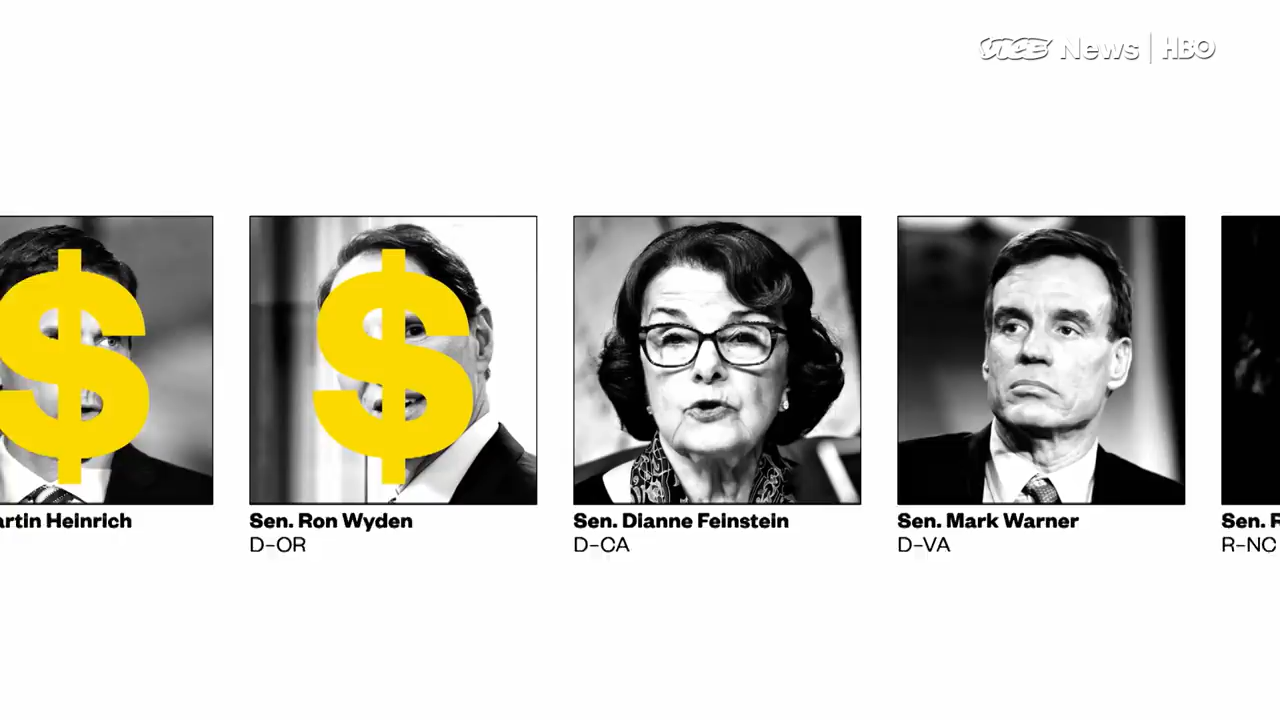 VICE News | HBO
$
$
artin Heinrich
Sen. Ron Wyden
D-OR
Sen. Dianne Feinstein
D-CA
Sen. Mark Warner
D-VA
Sen. R
R-NC